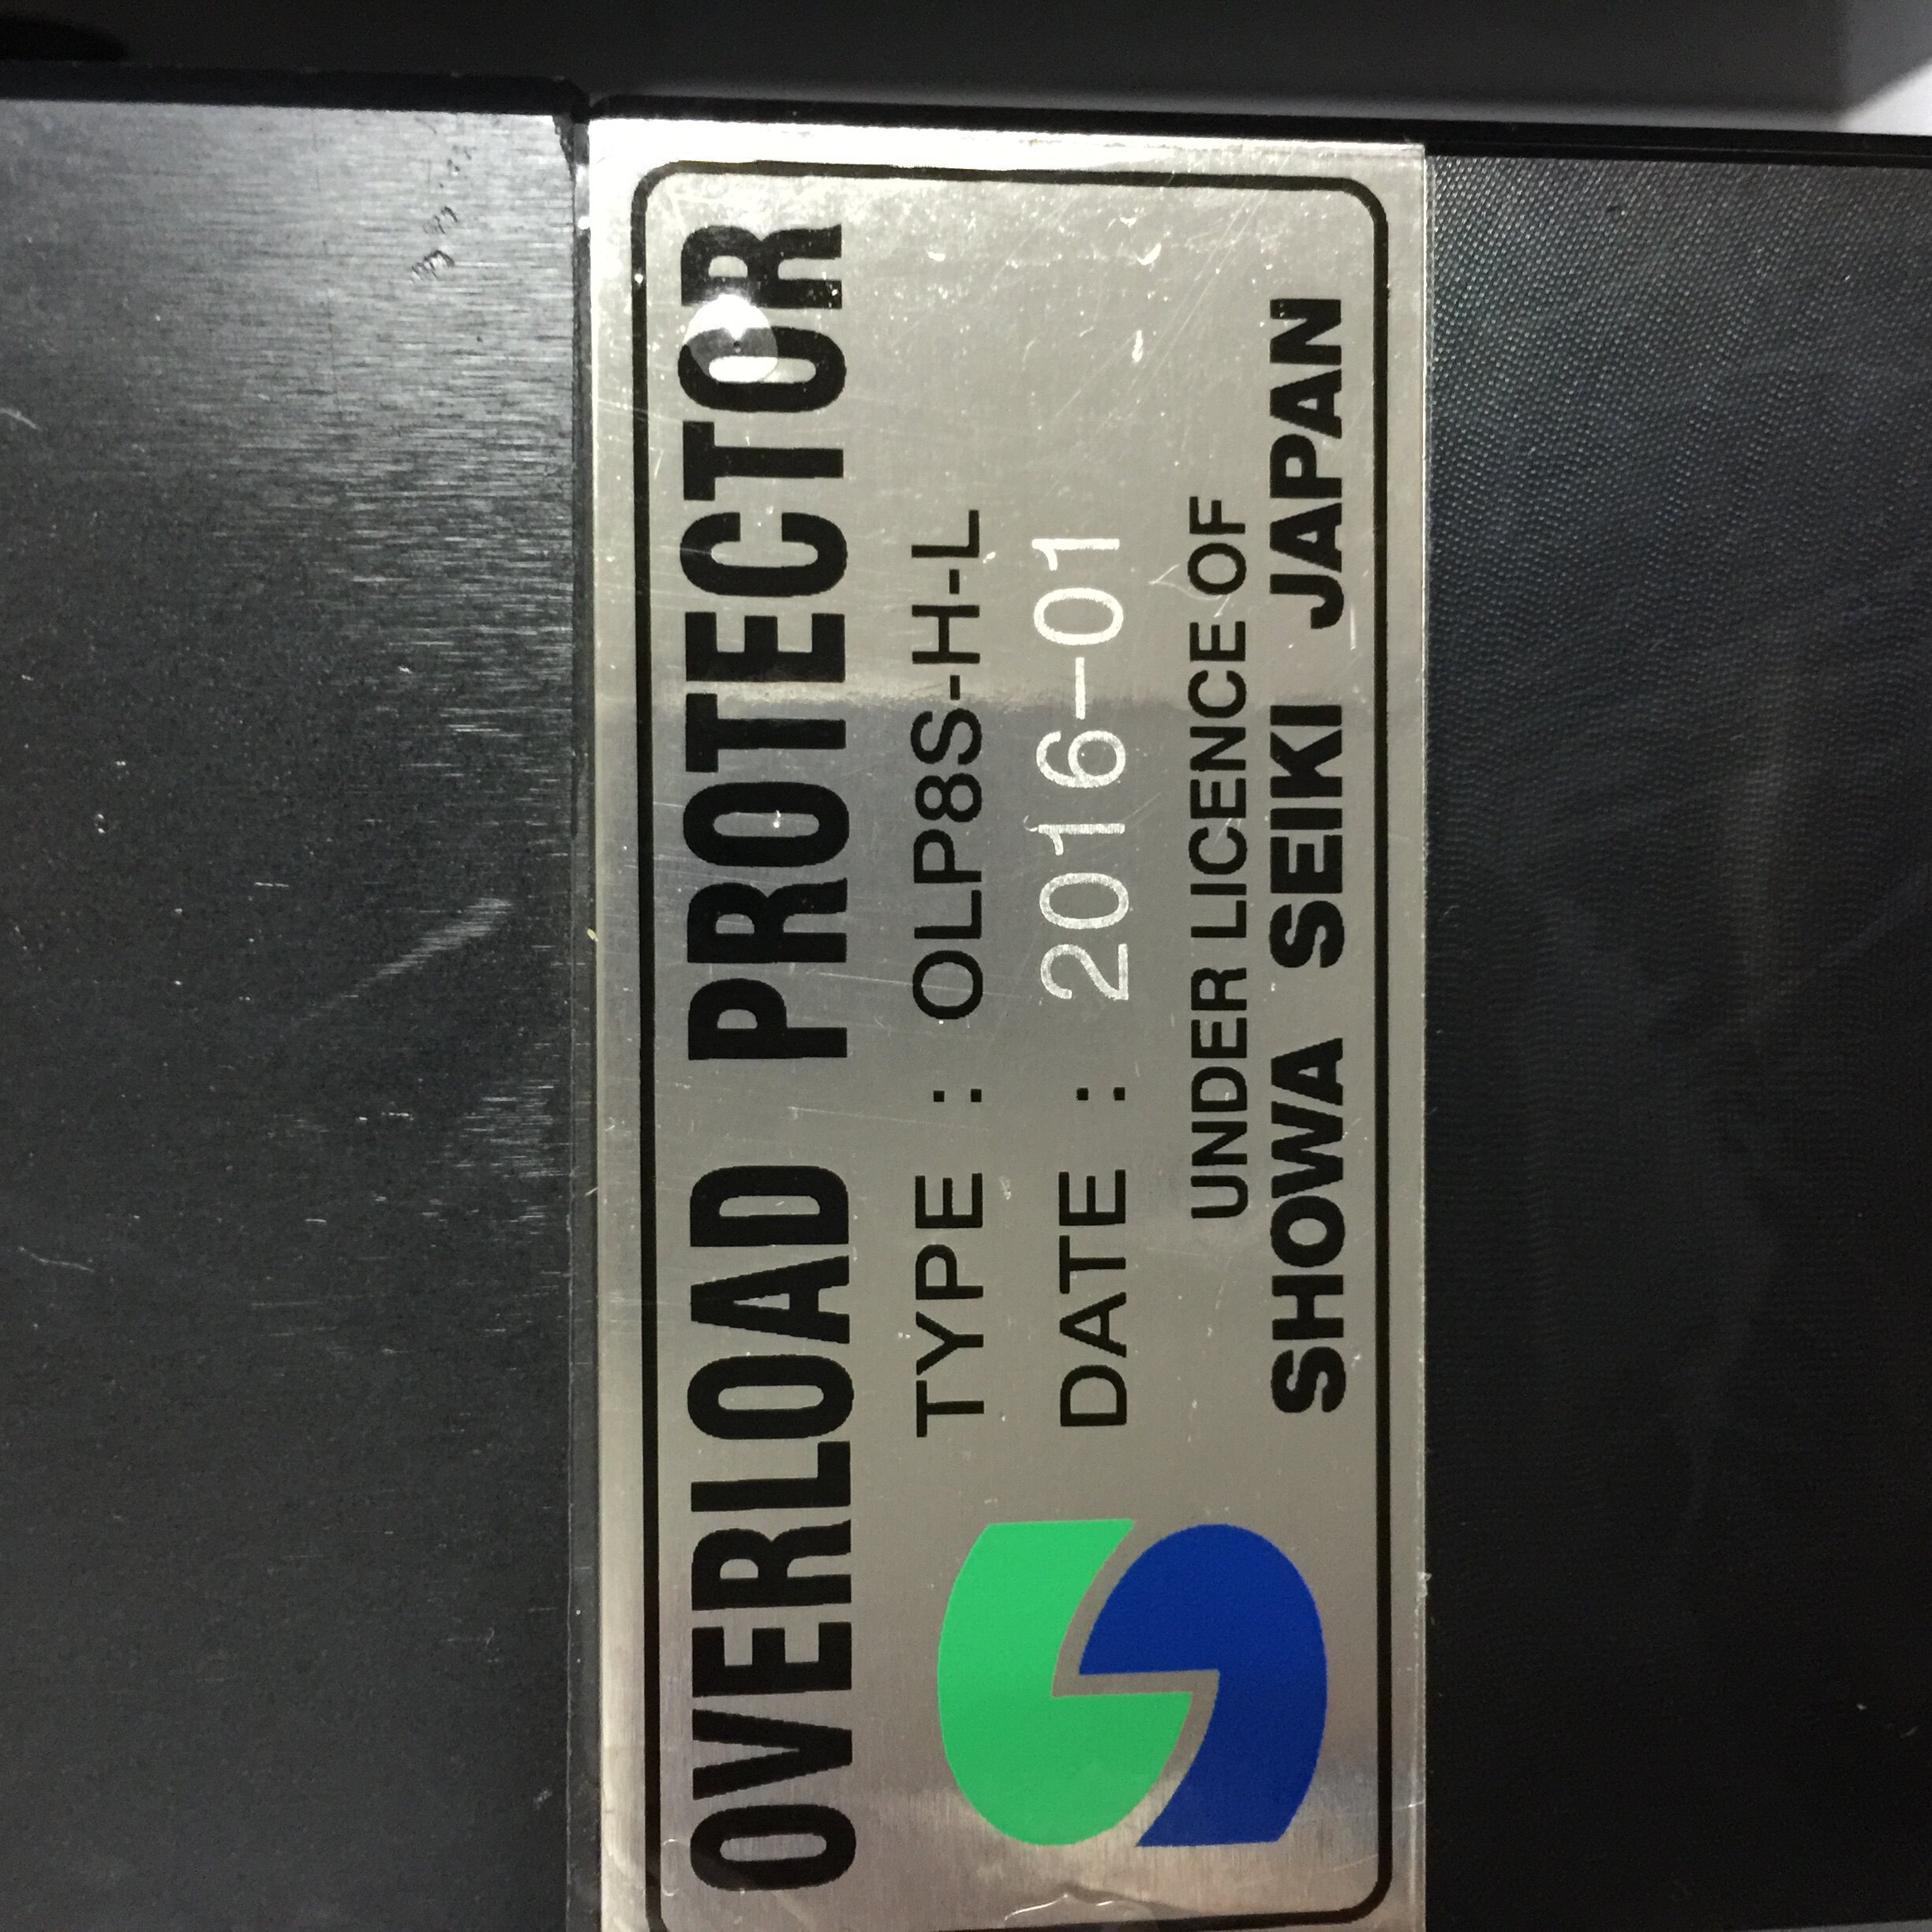 OVERLOAD PROTECTOR
TYPE : OLP8S-H-L
DATE : 2016-01
UNDER LICENCE OF
SHOWA SEIKI JAPAN